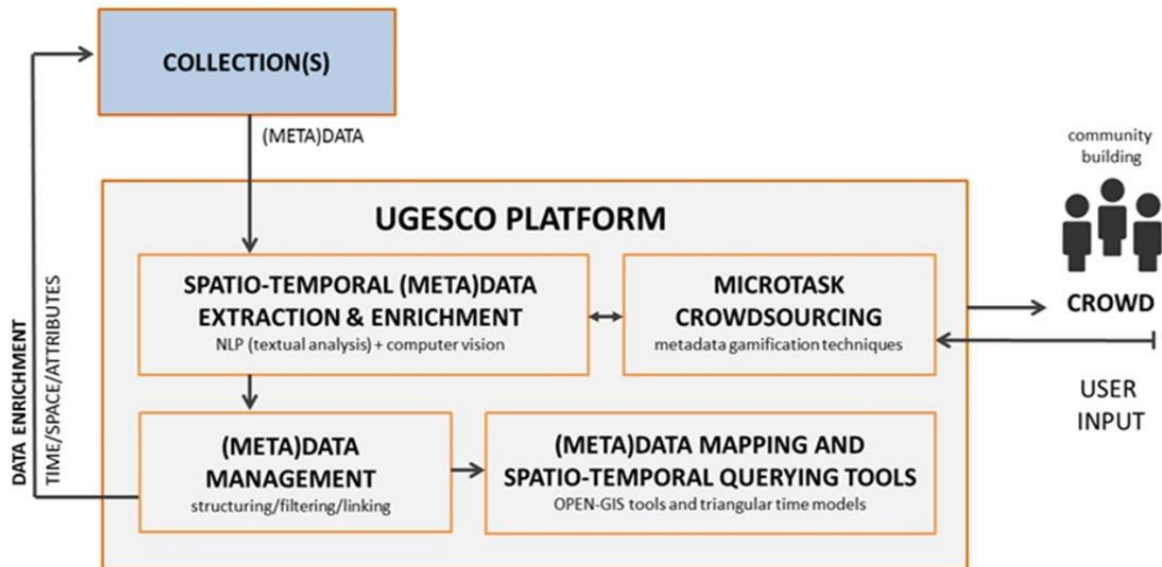 COLLECTION(S)
(META)DATA
community
building
UGESCO PLATFORM
SPATIO-TEMPORAL (META)DATA
EXTRACTION & ENRICHMENT
NLP (textual analysis) + computer vision
MICROTASK
CROWDSOURCING
metadata gamification techniques
CROWD
USER
INPUT
DATA ENRICHMENT
TIME/SPACE/ATTRIBUTES
(META)DATA
MANAGEMENT
structuring/filtering/linking
(META)DATA MAPPING AND
SPATIO-TEMPORAL QUERYING TOOLS
OPEN-GIS tools and triangular time models